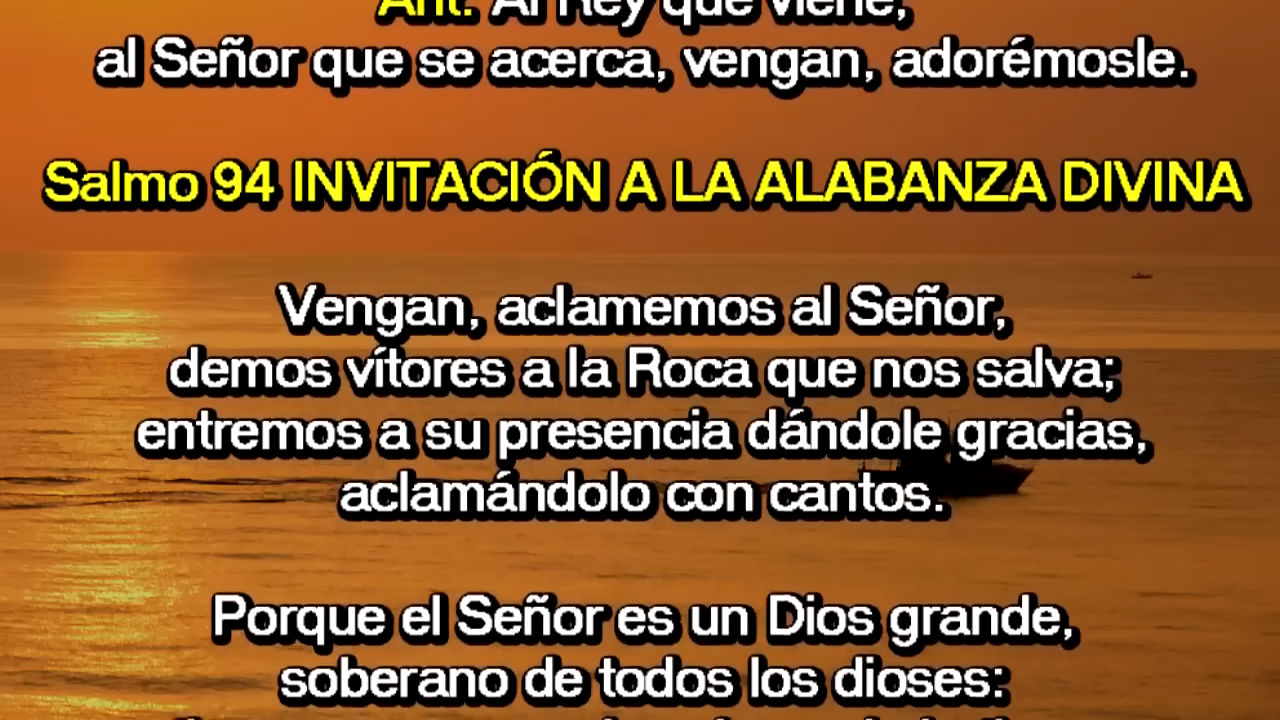 Ant. Al Rey que viene,
al Señor que se acerca, vengan, adorémosle.
Salmo 94 INVITACIÓN A LA ALABANZA DIVINA
Vengan, aclamemos al Señor,
demos vítores a la Roca que nos salva;
entremos a su presencia dándole gracias,
aclamándolo con cantos.
Porque el Señor es un Dios grande,
soberano de todos los dioses: